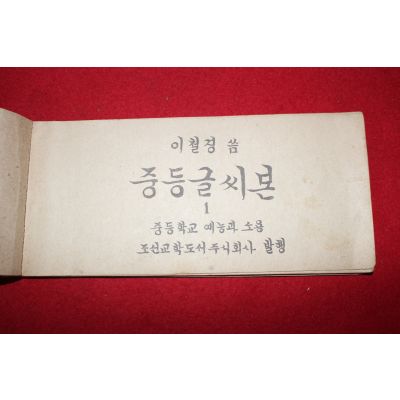 이철경 씀
중등글씨본
1
중등학교 예능과 소용
조선교학도서주식회사 발행